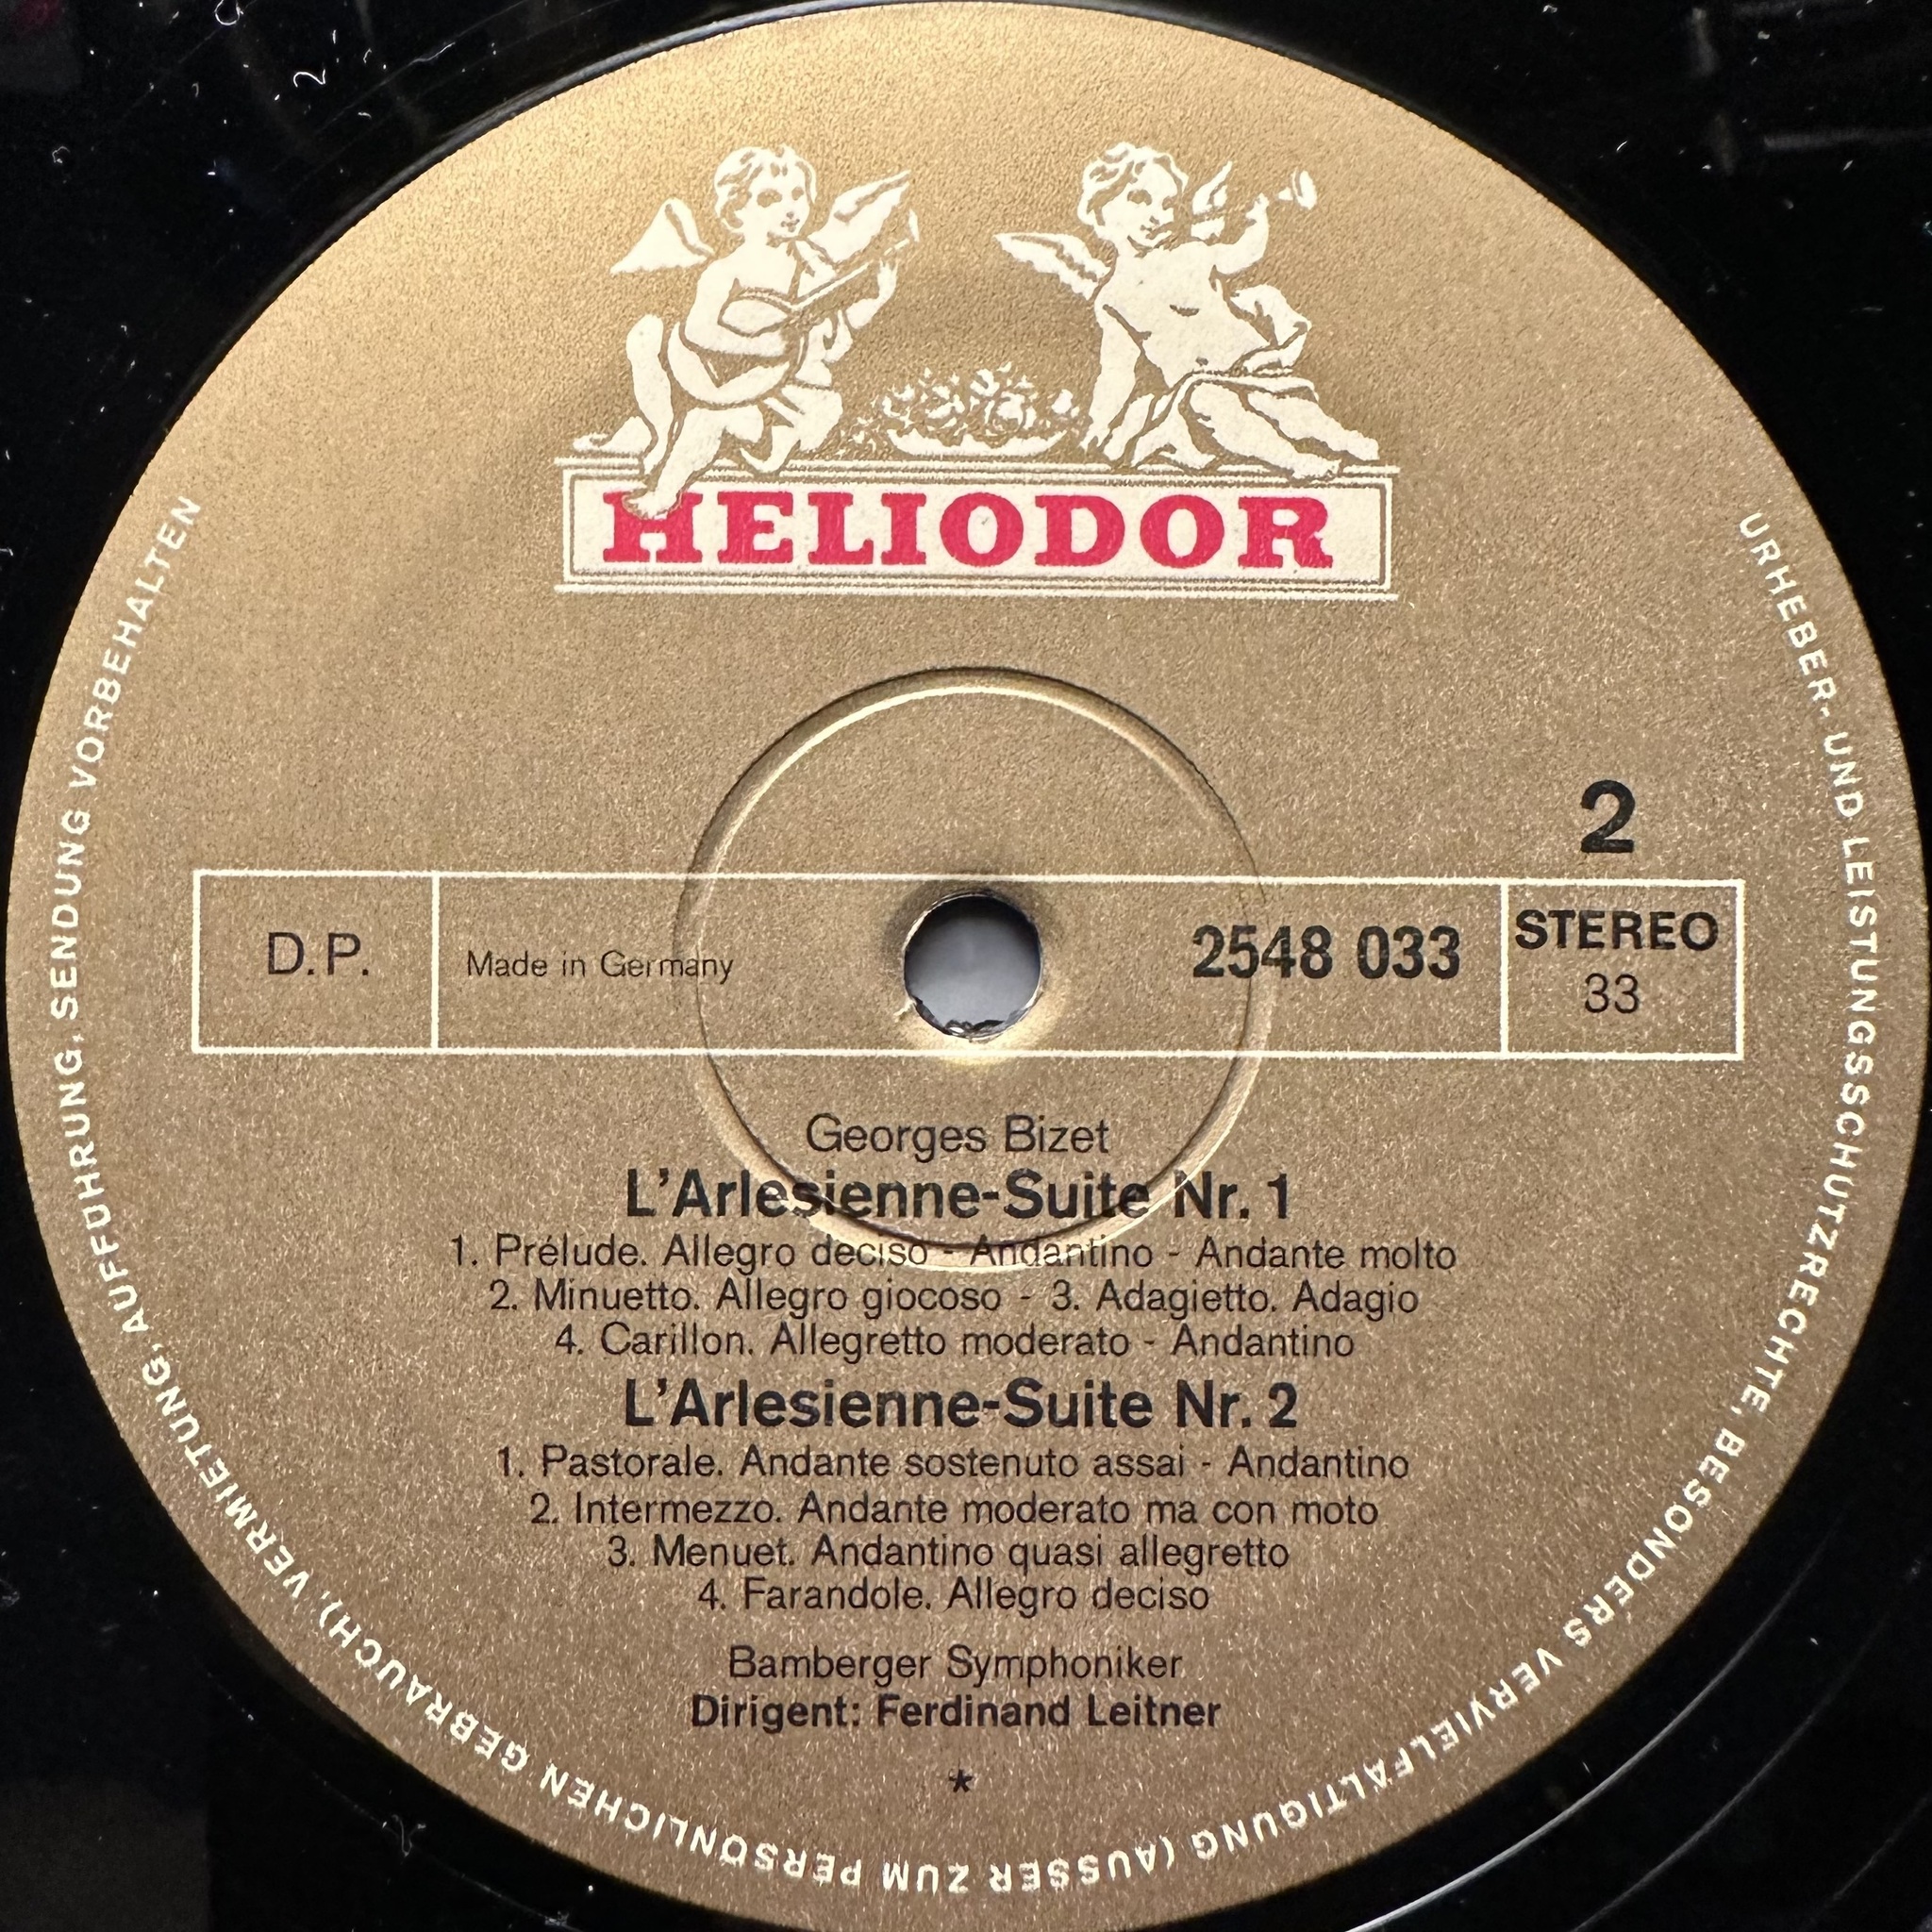 HELIODOR
2
D.P.
Made in Germany
2548 033
STEREO
33
Georges Bizet
L'Arlesienne-Suite Nr. 1
1. Prélude. Allegro deciso - Andantino - Andante molto
2. Minuetto. Allegro giocoso - 3. Adagietto. Adagio
4. Carillon. Allegretto moderato - Andantino
L'Arlesienne-Suite Nr. 2
1. Pastorale. Andante sostenuto assai - Andantino
2. Intermezzo. Andante moderato ma con moto
3. Menuet. Andantino quasi allegretto
4. Farandole. Allegro deciso
Bamberger Symphoniker
Dirigent: Ferdinand Leitner
*
URHEBER- UND LEISTUNGSSCHUTZRECHTE, BESONDERS VERVIELFÄLTIGUNG (AUSSER ZUM PERSÖNLICHEN GEBRAUCH), VERMIETUNG, AUFFÜHRUNG, SENDUNG VORBEHALTEN